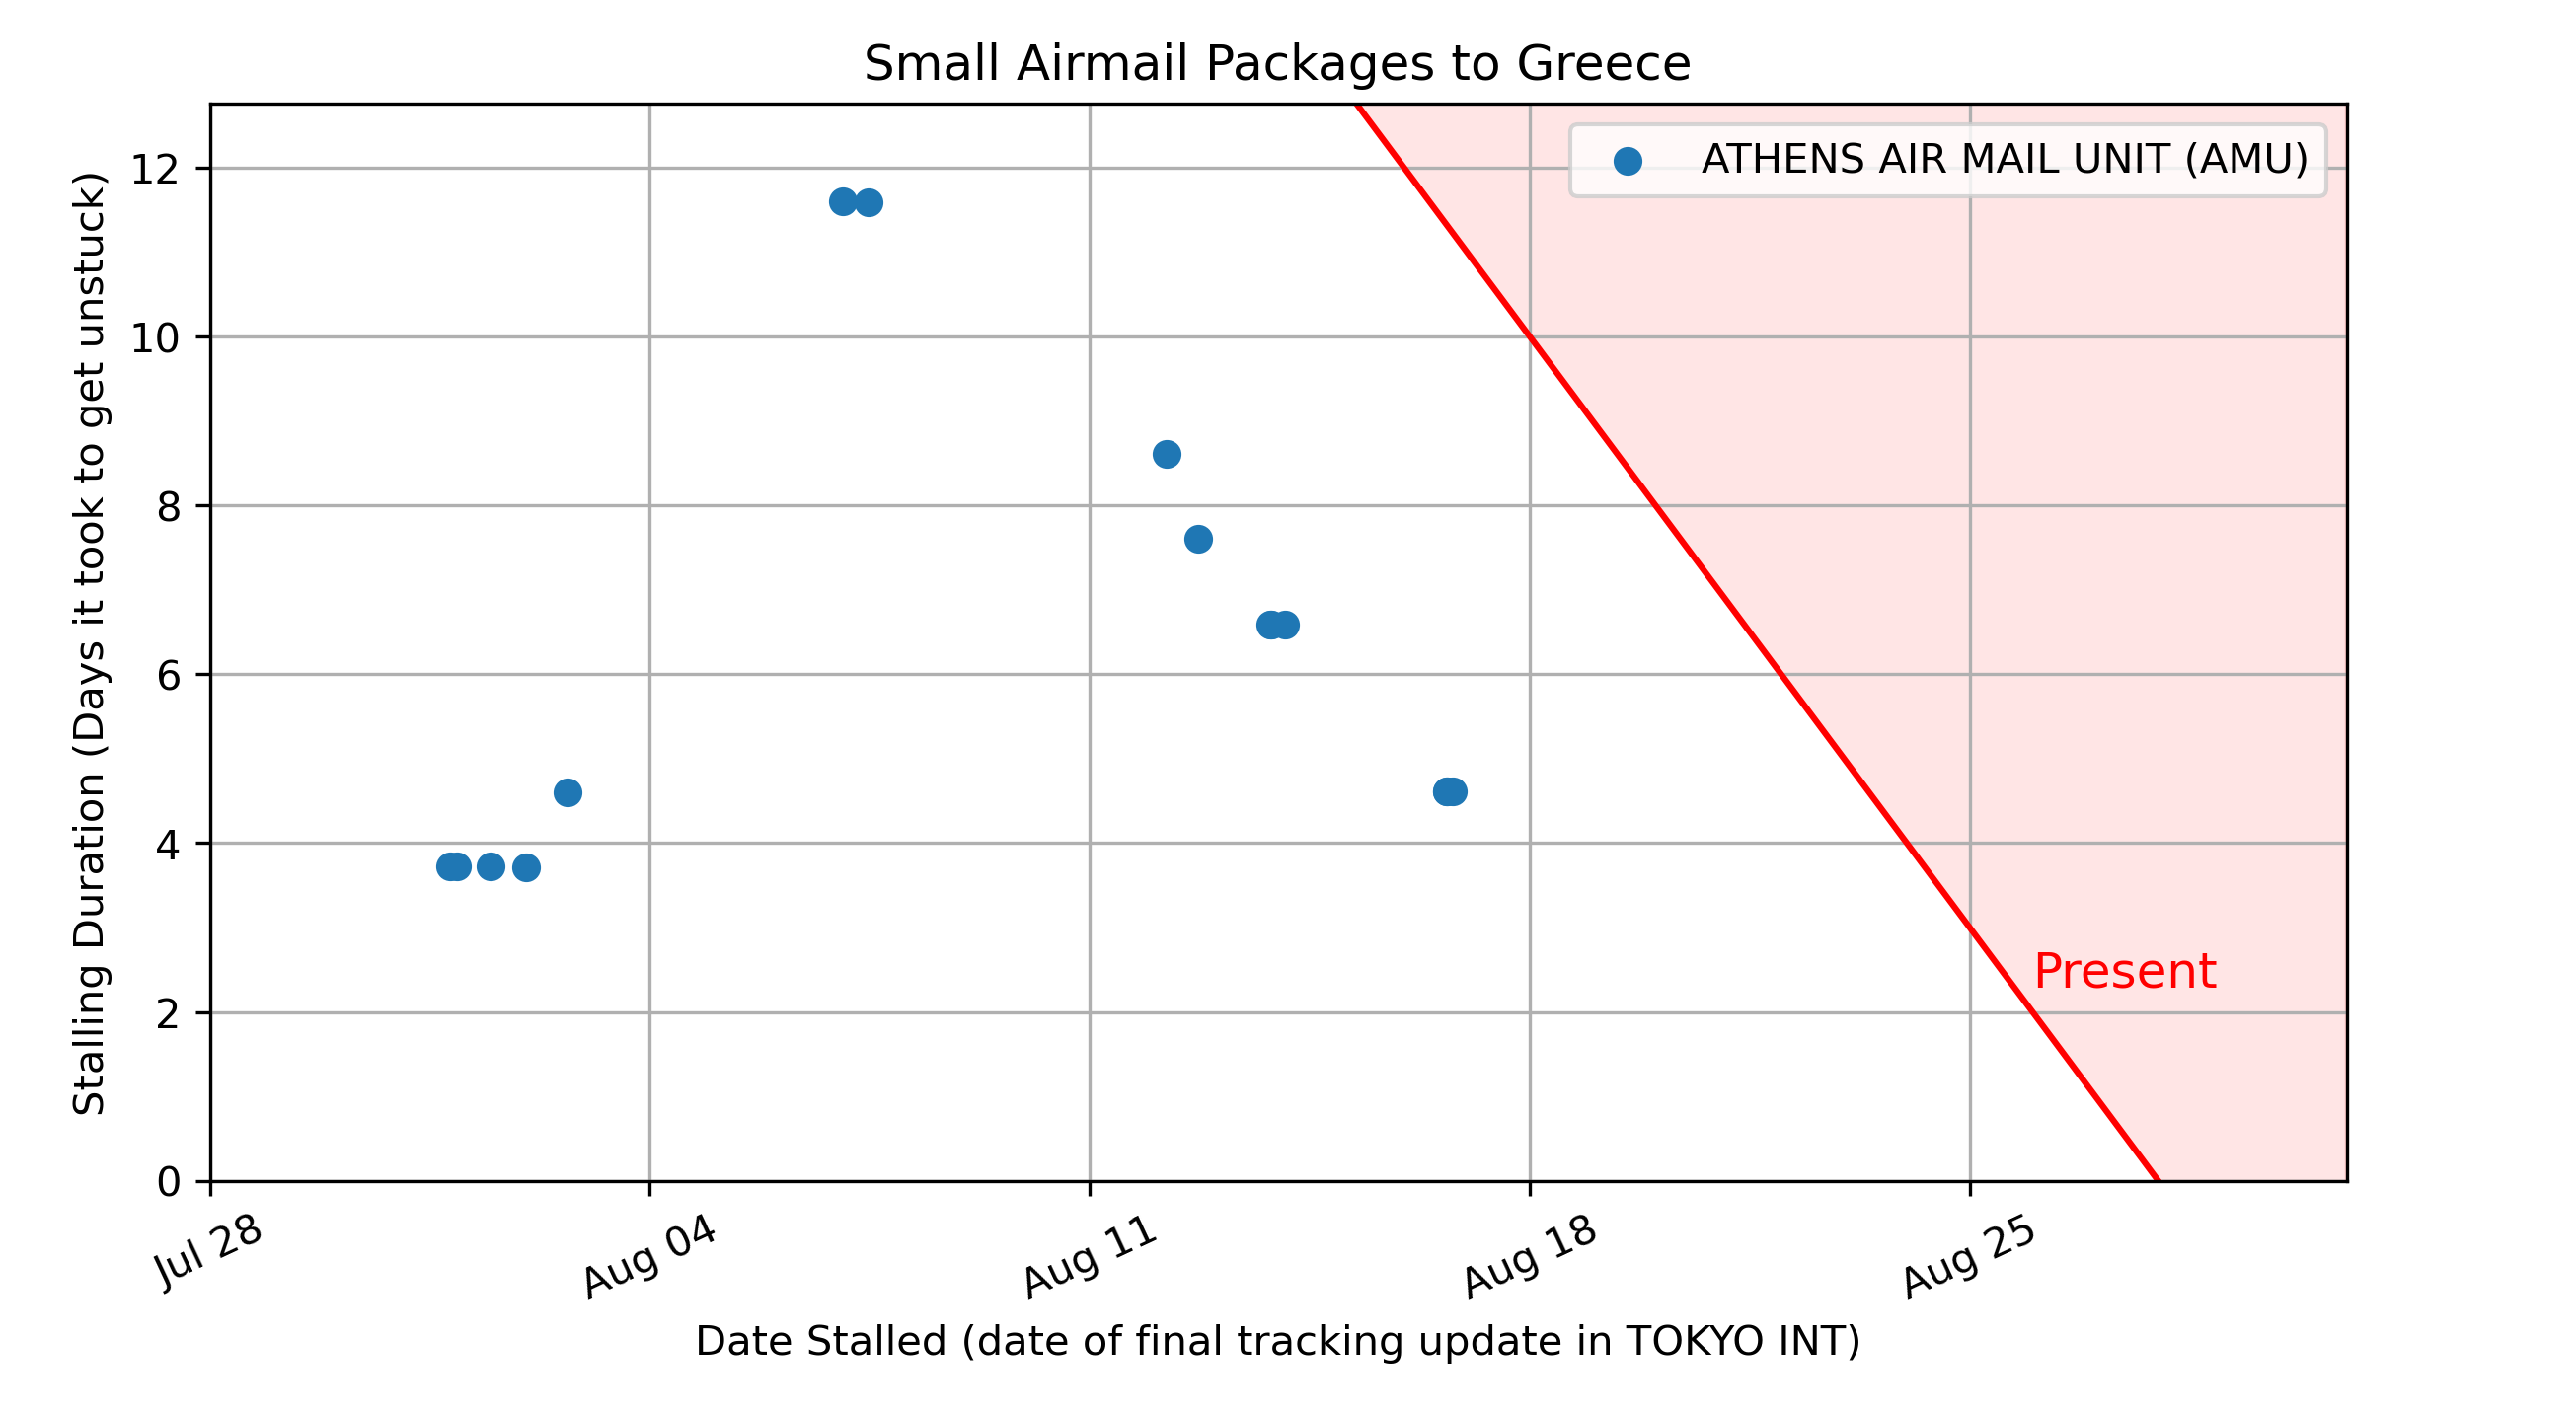 Small Airmail Packages to Greece
ATHENS AIR MAIL UNIT (AMU)
Stalling Duration (Days it took to get unstuck)
12
10
8
6
4
2
0
Present
Jul 28
Aug 04
Aug 11
Aug 18
Aug 25
Date Stalled (date of final tracking update in TOKYO INT)